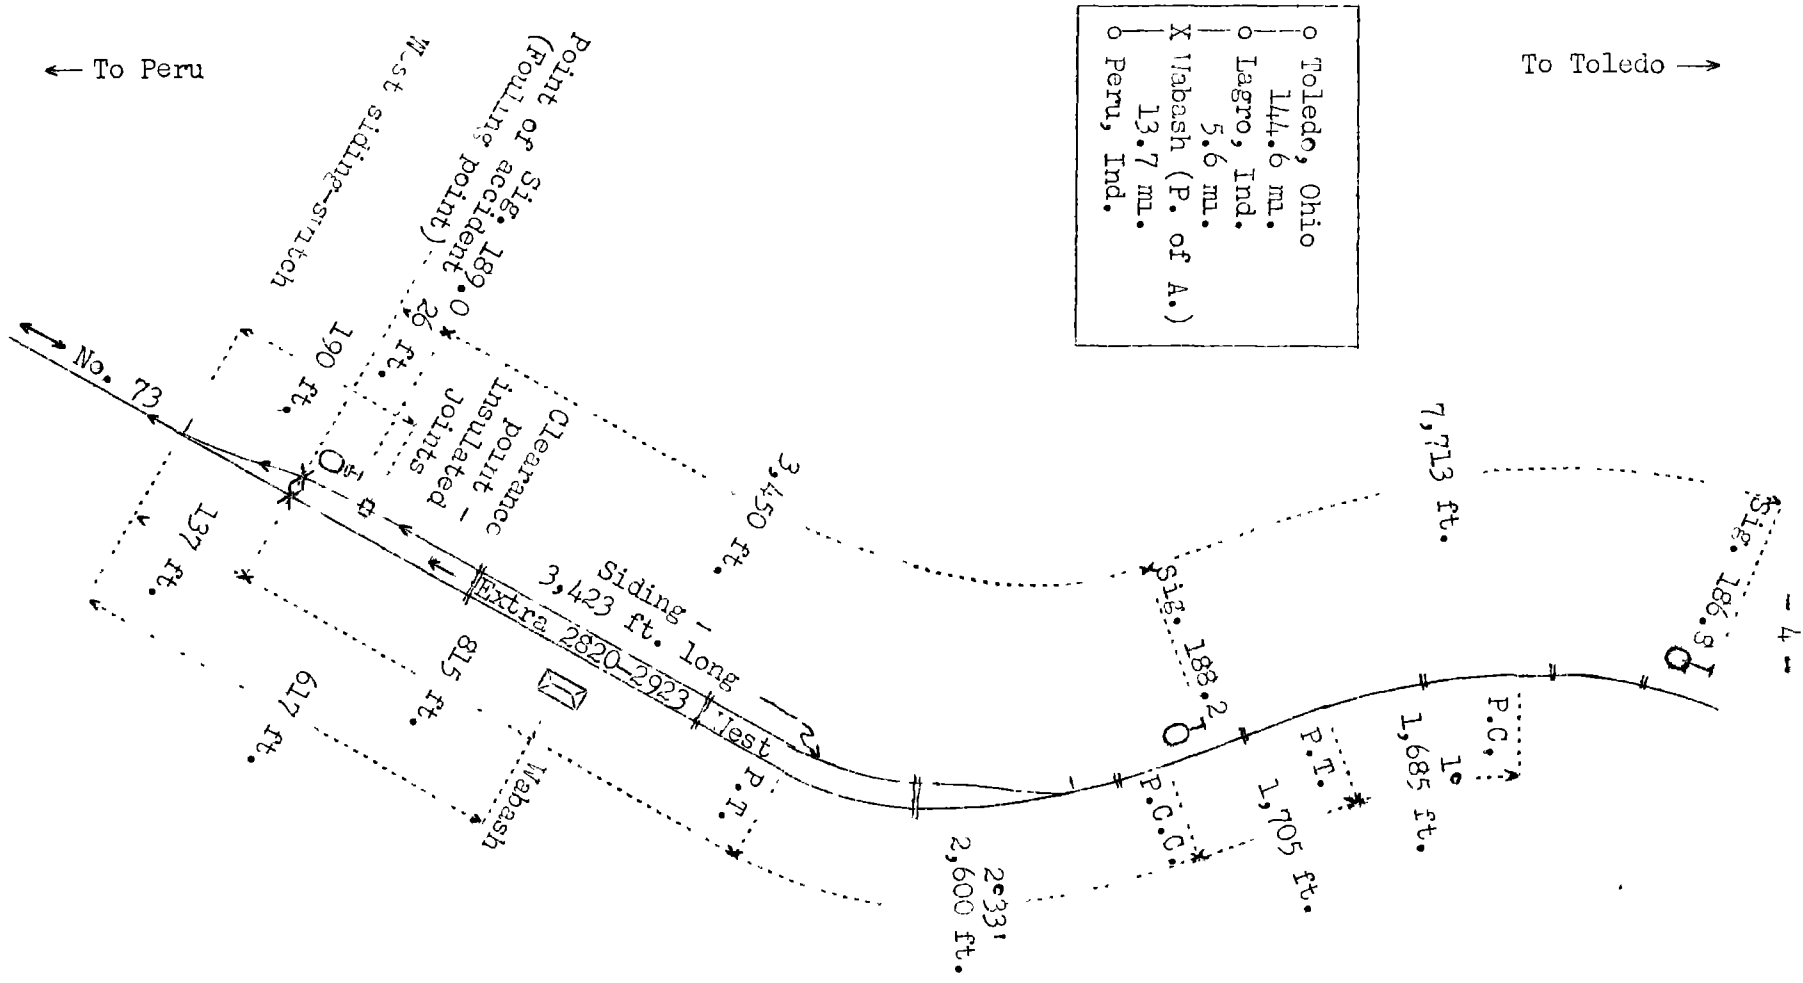 ← To Peru
To Toledo →
o Toledo, Ohio
144.6 mi.
o Lagro, Ind.
5.6 mi.
X Wabash (P. of A.)
13.7 mi.
o Peru, Ind.
- 4 -
West siding-switch
Point of accident
(Fouling point)
Sig. 189.0
26 ft.
190 ft.
No. 73
Clearance
point -
insulated
Joints
3,450 ft.
7,713 ft.
Sig. 186.8
Sig. 188.2
Siding -
3,423 ft. long
Extra 2820-2923 West
137 ft.
815 ft.
617 ft.
Wabash
P.T.
2°33'
2,600 ft.
P.C.C.
1,705 ft.
P.T.
1°
1,685 ft.
P.C.